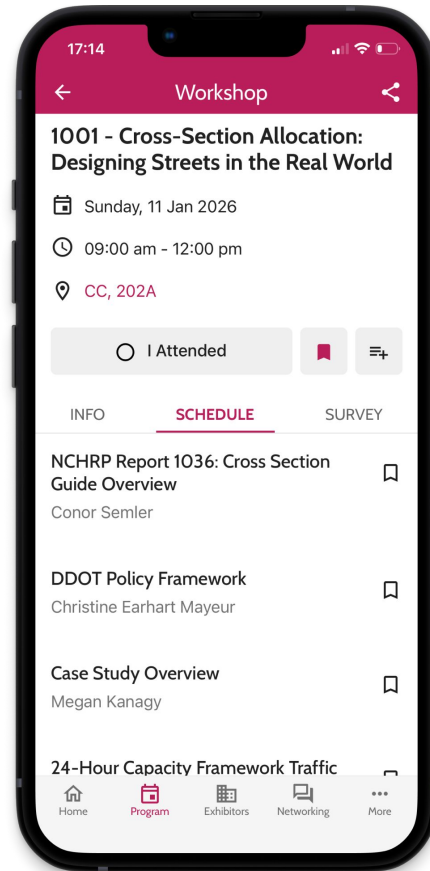 17:14
Workshop
1001 - Cross-Section Allocation:
Designing Streets in the Real World
Sunday, 11 Jan 2026
09:00 am - 12:00 pm
CC, 202A
I Attended
INFO SCHEDULE SURVEY
NCHRP Report 1036: Cross Section
Guide Overview
Conor Semler
DDOT Policy Framework
Christine Earhart Mayeur
Case Study Overview
Megan Kanagy
24-Hour Capacity Framework Traffic
Home Program Exhibitors Networking More